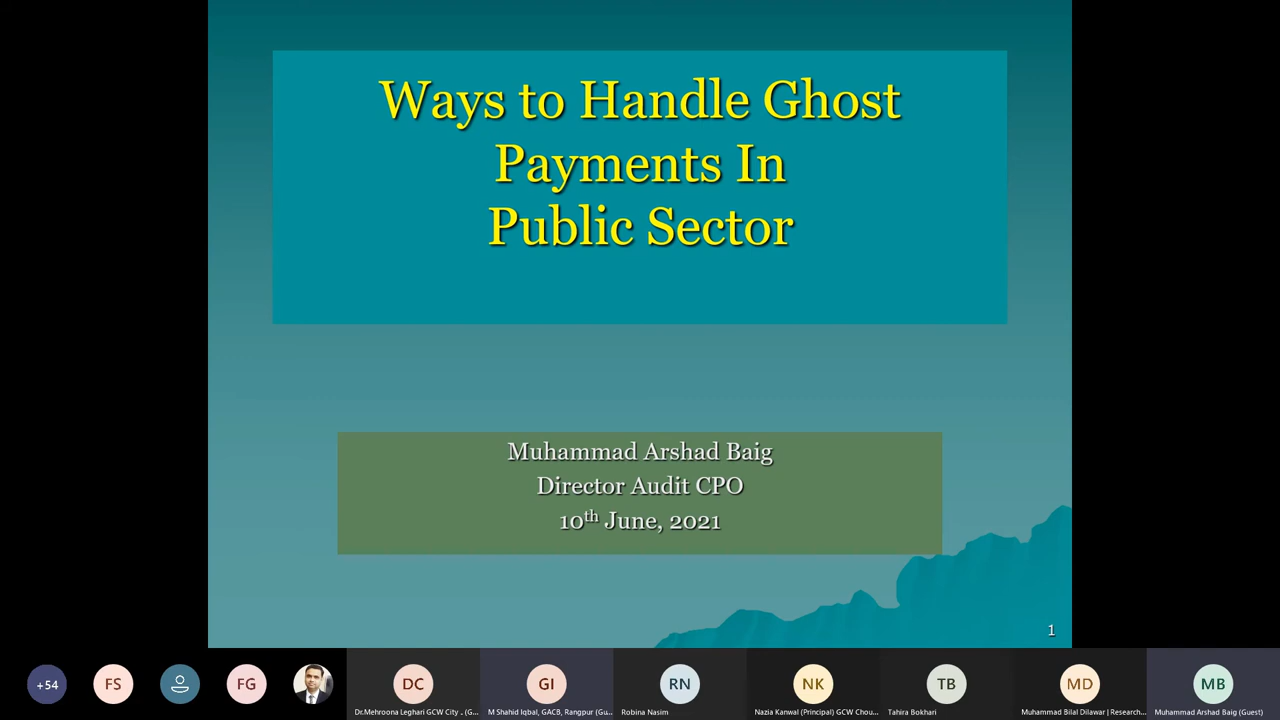 Ways to Handle Ghost
Payments In
Public Sector
Muhammad Arshad Baig
Director Audit CPO
10th June, 2021
1
+54
FS
FG
DC
GI
RN
NK
TB
MD
MB
Dr.Mehroona Leghari GCW City . (G...
M Shahid Iqbal, GACB, Rangpur (Gu...
Robina Nasim
Nazia Kanwal (Principal) GCW Chou...
Tahira Bokhari
Muhammad Bilal Dilawar | Research...
Muhammad Arshad Baig (Guest)